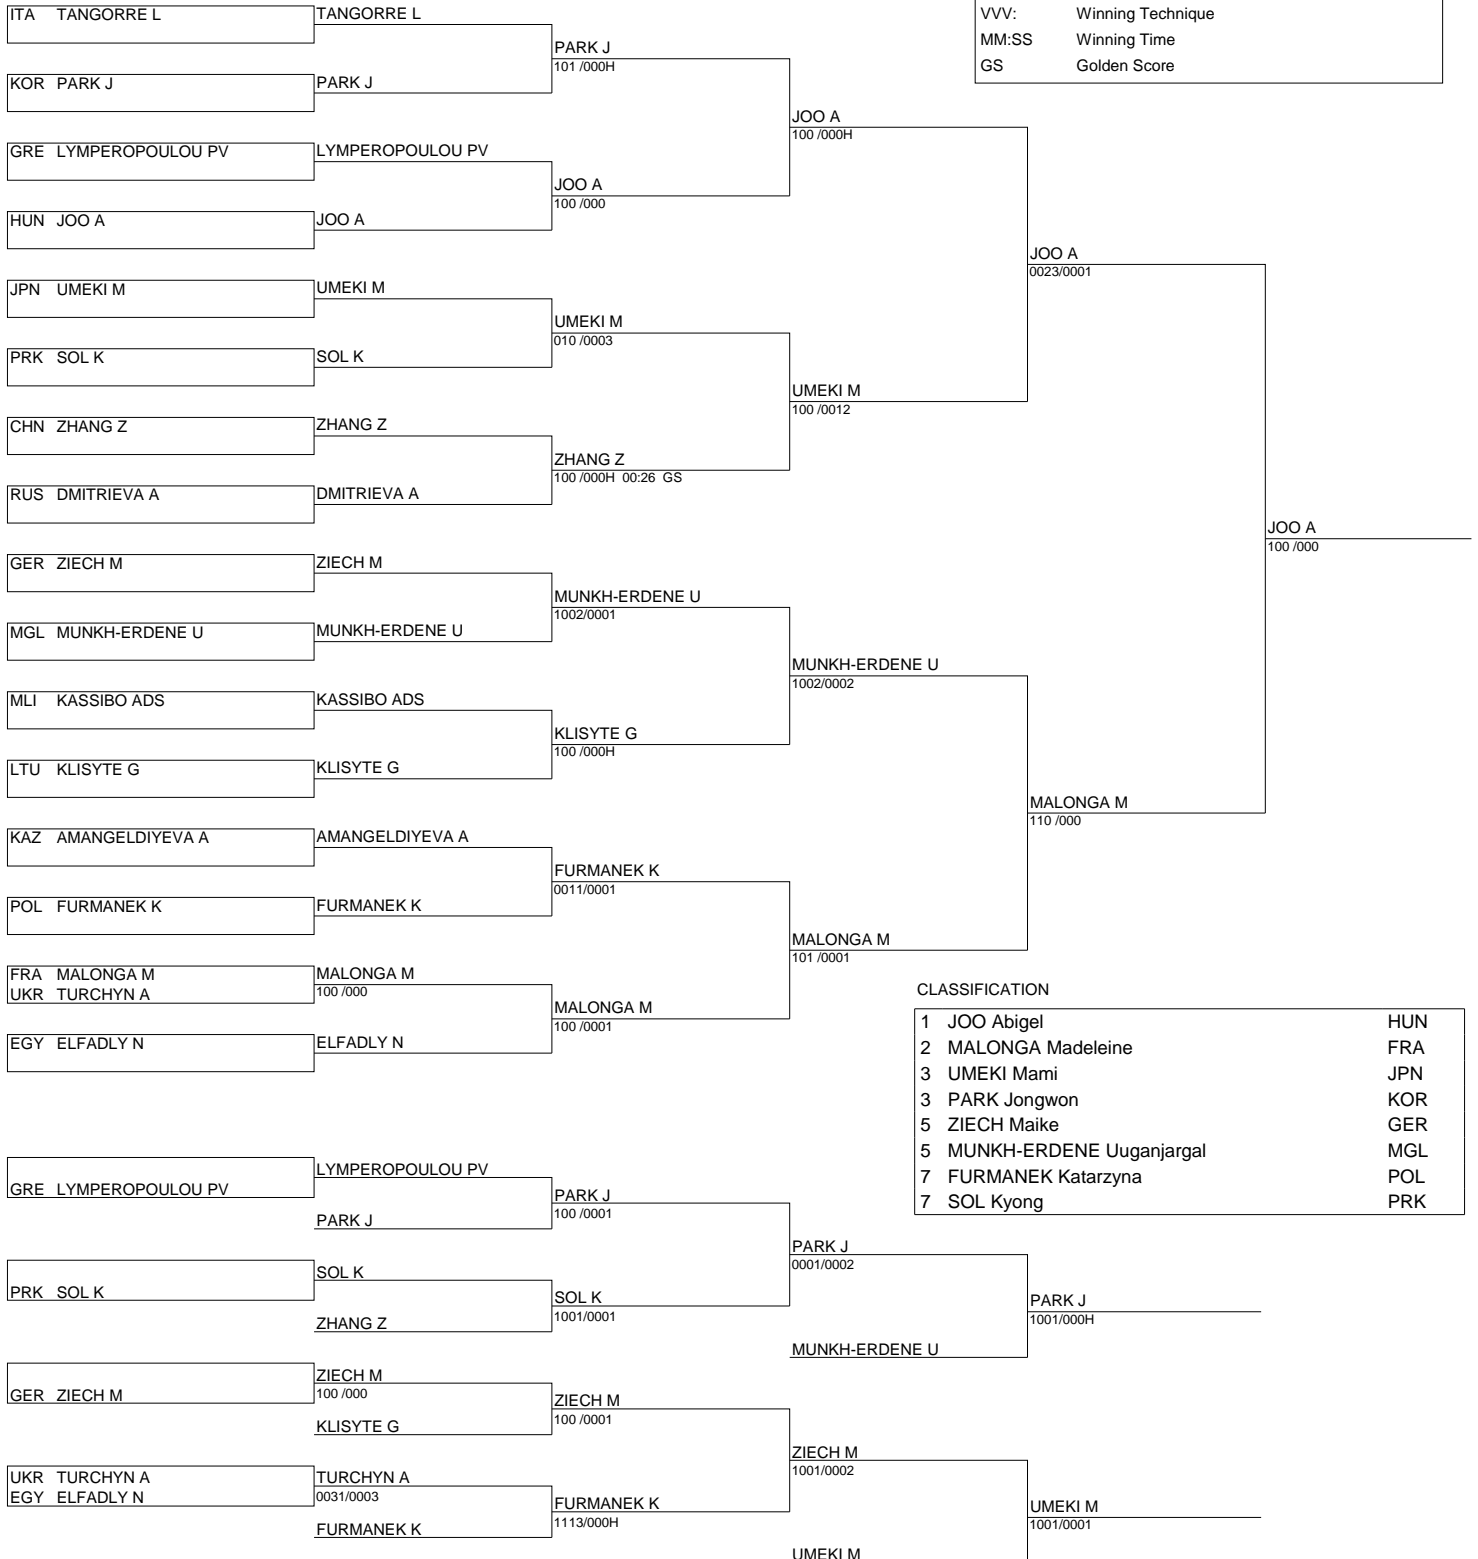 VVV: Winning Technique
MM:SS Winning Time
GS Golden Score
ITA TANGORRE L
KOR PARK J
GRE LYMPEROPOULOU PV
HUN JOO A
JPN UMEKI M
PRK SOL K
CHN ZHANG Z
RUS DMITRIEVA A
GER ZIECH M
MGL MUNKH-ERDENE U
MLI KASSIBO ADS
LTU KLISYTE G
KAZ AMANGELDIYEVA A
POL FURMANEK K
FRA MALONGA M
UKR TURCHYN A
EGY ELFADLY N
TANGORRE L
PARK J
LYMPEROPOULOU PV
JOO A
UMEKI M
SOL K
ZHANG Z
DMITRIEVA A
ZIECH M
MUNKH-ERDENE U
KASSIBO ADS
KLISYTE G
AMANGELDIYEVA A
FURMANEK K
MALONGA M
100 /000
ELFADLY N
PARK J
101 /000H
JOO A
100 /000
UMEKI M
010 /0003
ZHANG Z
100 /000H 00:26 GS
MUNKH-ERDENE U
1002/0001
KLISYTE G
100 /000H
FURMANEK K
0011/0001
MALONGA M
100 /0001
JOO A
100 /000H
UMEKI M
100 /0012
MUNKH-ERDENE U
1002/0002
MALONGA M
101 /0001
JOO A
0023/0001
MALONGA M
110 /000
JOO A
100 /000
CLASSIFICATION
1 JOO Abigel HUN
2 MALONGA Madeleine FRA
3 UMEKI Mami JPN
3 PARK Jongwon KOR
5 ZIECH Maike GER
5 MUNKH-ERDENE Uuganjargal MGL
7 FURMANEK Katarzyna POL
7 SOL Kyong PRK
GRE LYMPEROPOULOU PV
PRK SOL K
GER ZIECH M
UKR TURCHYN A
EGY ELFADLY N
LYMPEROPOULOU PV
PARK J
SOL K
ZHANG Z
ZIECH M
100 /000
KLISYTE G
TURCHYN A
0031/0003
FURMANEK K
PARK J
100 /0001
SOL K
1001/0001
ZIECH M
100 /0001
FURMANEK K
1113/000H
PARK J
0001/0002
MUNKH-ERDENE U
ZIECH M
1001/0002
UMEKI M
PARK J
1001/000H
UMEKI M
1001/0001